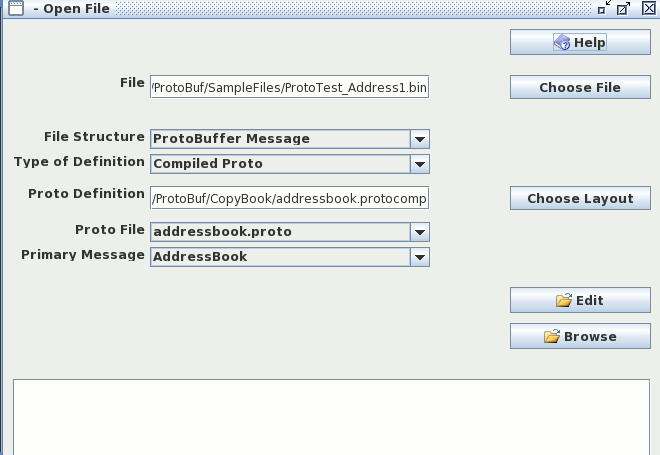 - Open File
Help
File /ProtoBuf/SampleFiles/ProtoTest_Address1.bin Choose File
File Structure ProtoBuffer Message
Type of Definition Compiled Proto
Proto Definition /ProtoBuf/CopyBook/addressbook.protocomp Choose Layout
Proto File addressbook.proto
Primary Message AddressBook
Edit
Browse